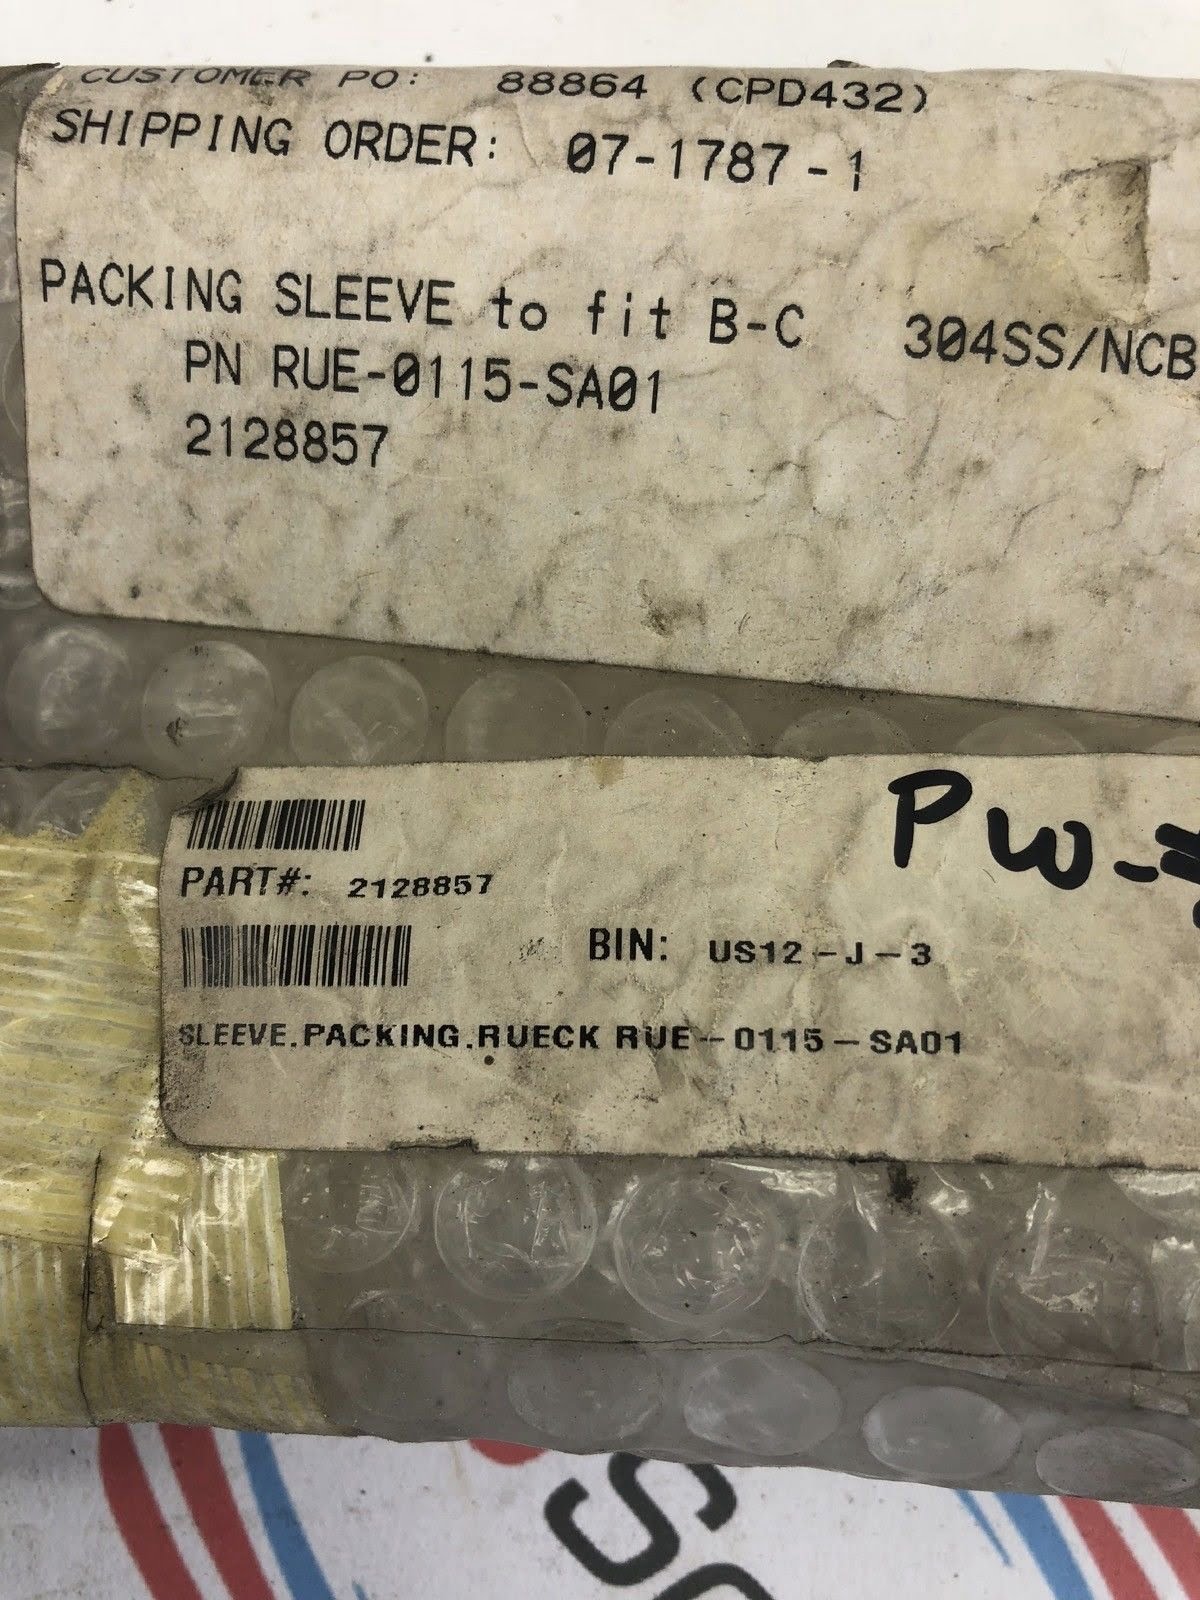 CUSTOMER PO: 88864 (CPD432)
SHIPPING ORDER: 07-1787-1
PACKING SLEEVE to fit B-C 304SS/NCB
PN RUE-0115-SA01
2128857
PW-
PART#: 2128857
BIN: US12-J-3
SLEEVE.PACKING.RUECK RUE-0115-SA01